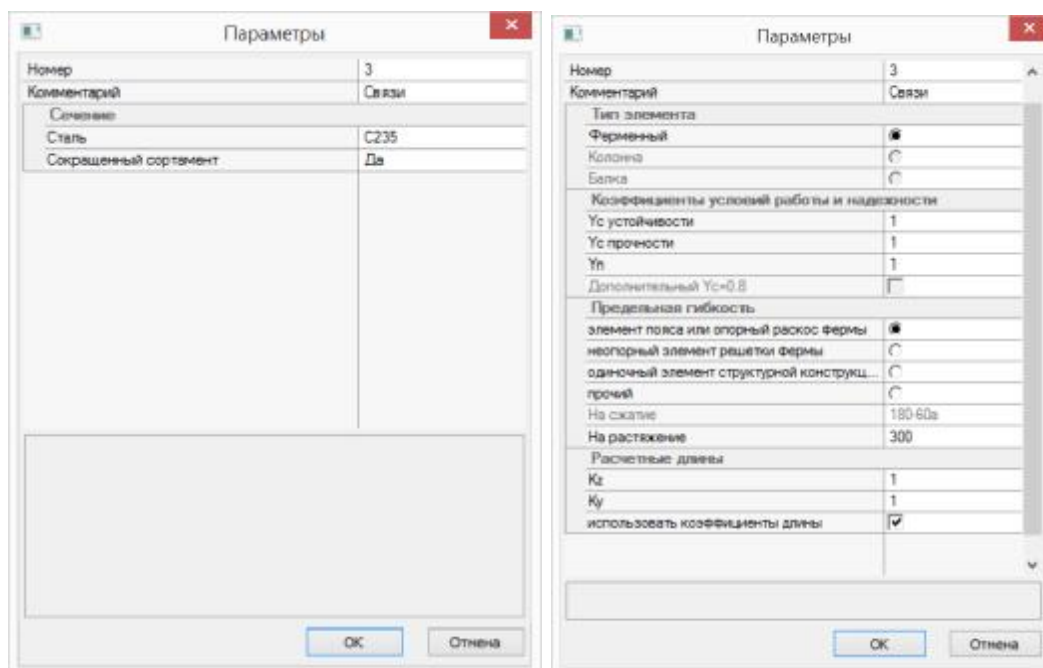 Параметры
Номер 3
Комментарий Связи
Сечение
Сталь С235
Сокращенный сортамент Да
OK Отмена
Параметры
Номер 3
Комментарий Связи
Тип элемента
Ферменный
Колонна
Балка
Коэффициенты условий работы и надежности
Yc устойчивости 1
Yc прочности 1
Yn 1
Дополнительный Yc=0.8
Предельная гибкость
элемент пояса или опорный раскос фермы
неопорный элемент решетки фермы
одиночный элемент структурной конструкц...
прочий
На сжатие 180-60a
На растяжение 300
Расчетные длины
Kz 1
Ky 1
использовать коэффициенты длины
OK Отмена